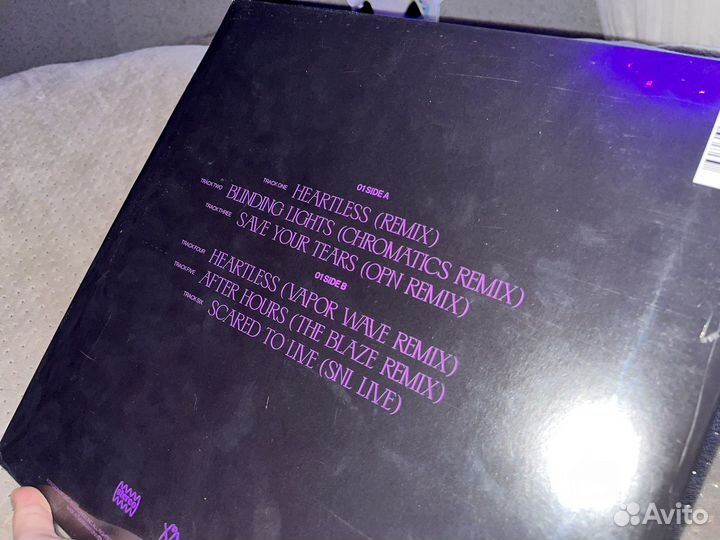 01 SIDE A
TRACK ONE HEARTLESS (REMIX)
TRACK TWO BLINDING LIGHTS (CHROMATICS REMIX)
TRACK THREE SAVE YOUR TEARS (OPN REMIX)
01 SIDE B
TRACK FOUR HEARTLESS (VAPOR WAVE REMIX)
TRACK FIVE AFTER HOURS (THE BLAZE REMIX)
TRACK SIX SCARED TO LIVE (SNL LIVE)
XO
Avito